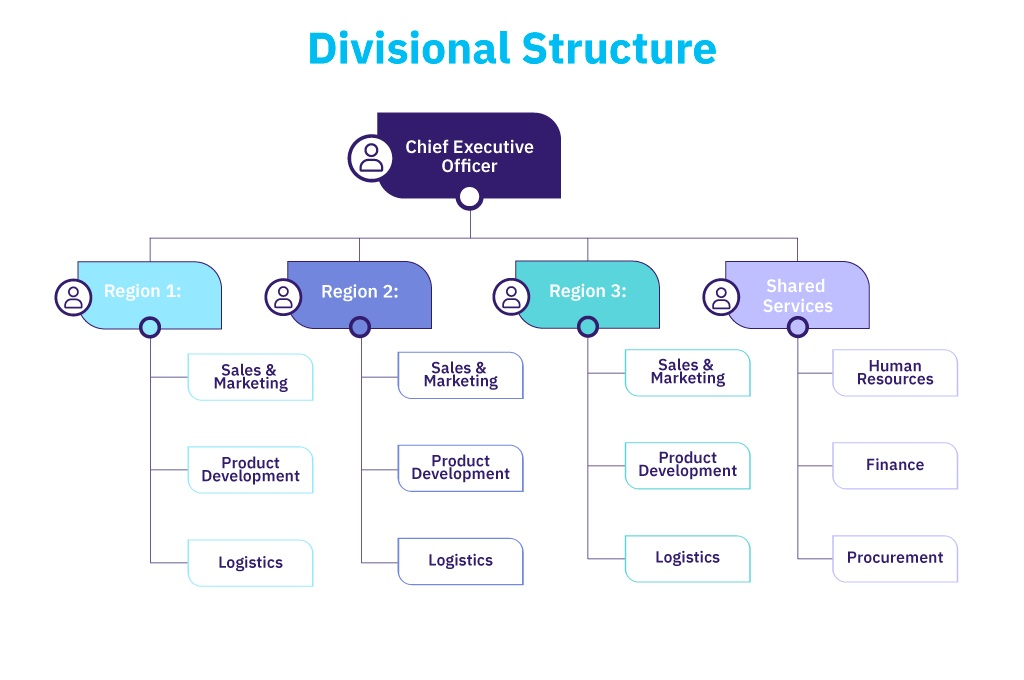 Divisional Structure
Chief Executive
Officer
Region 1:
Region 2:
Region 3:
Shared
Services
Sales &
Marketing
Product
Development
Logistics
Sales &
Marketing
Product
Development
Logistics
Sales &
Marketing
Product
Development
Logistics
Human
Resources
Finance
Procurement